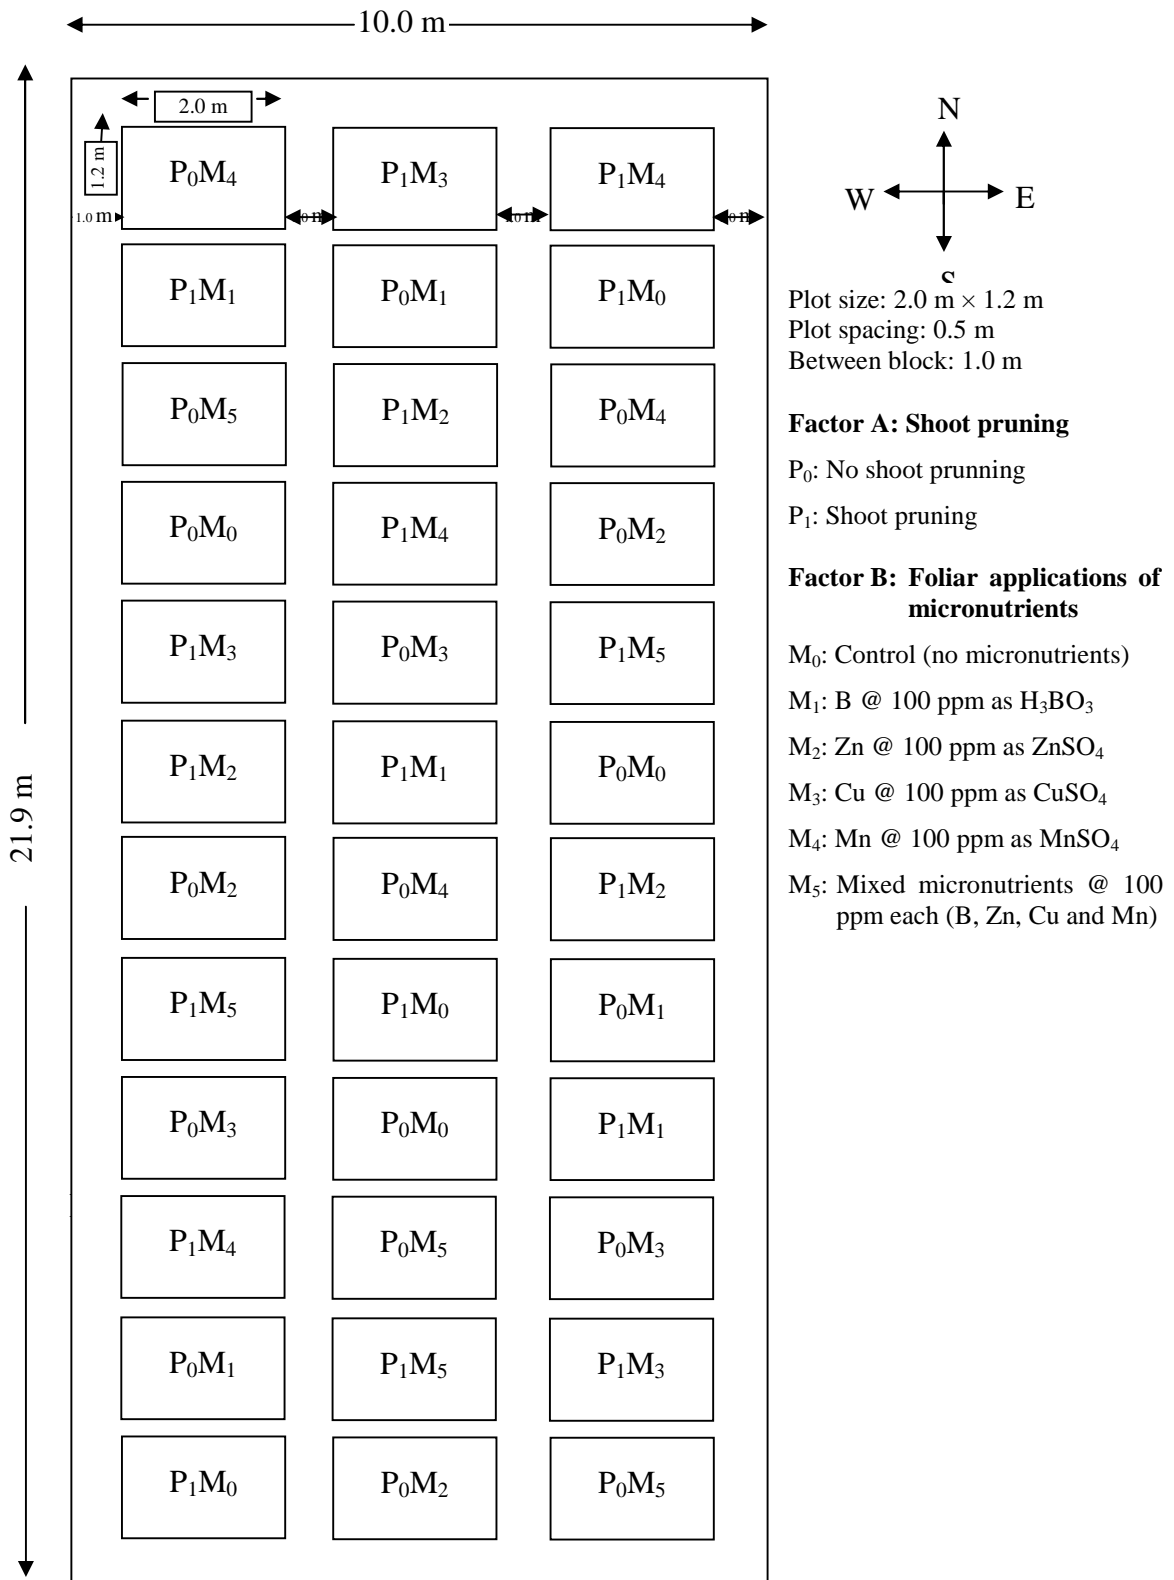 10.0 m
2.0 m
1.2 m
P₀M₄ P₁M₃ P₁M₄
1.0 m
P₁M₁ P₀M₁ P₁M₀
P₀M₅ P₁M₂ P₀M₄
P₀M₀ P₁M₄ P₀M₂
P₁M₃ P₀M₃ P₁M₅
P₁M₂ P₁M₁ P₀M₀
21.9 m
P₀M₂ P₀M₄ P₁M₂
P₁M₅ P₁M₀ P₀M₁
P₀M₃ P₀M₀ P₁M₁
P₁M₄ P₀M₅ P₀M₃
P₀M₁ P₁M₅ P₁M₃
P₁M₀ P₀M₂ P₀M₅
N
W E
S
Plot size: 2.0 m × 1.2 m
Plot spacing: 0.5 m
Between block: 1.0 m
Factor A: Shoot pruning
P₀: No shoot prunning
P₁: Shoot pruning
Factor B: Foliar applications of
micronutrients
M₀: Control (no micronutrients)
M₁: B @ 100 ppm as H₃BO₃
M₂: Zn @ 100 ppm as ZnSO₄
M₃: Cu @ 100 ppm as CuSO₄
M₄: Mn @ 100 ppm as MnSO₄
M₅: Mixed micronutrients @ 100
ppm each (B, Zn, Cu and Mn)